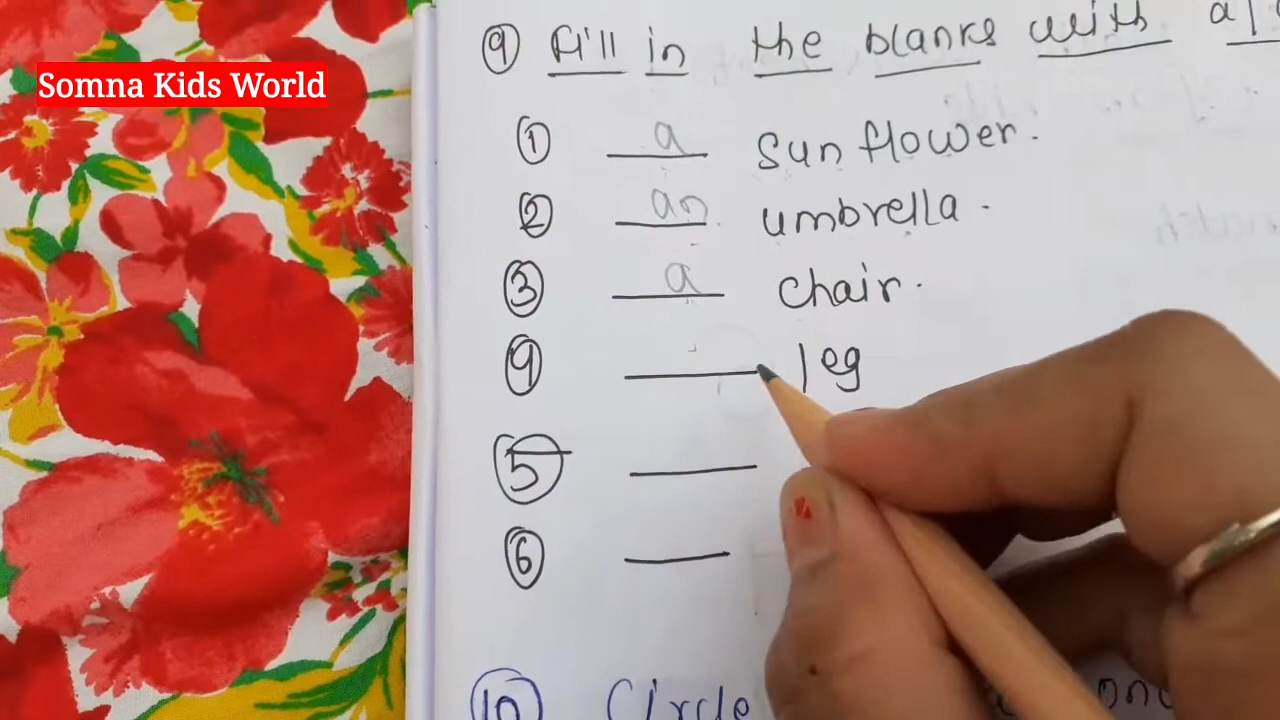 Somna Kids World
9 Fill in the blanks with a/
1 a Sunflower.
2 an umbrella.
3 a chair.
4 leg
5
6
10 Circle